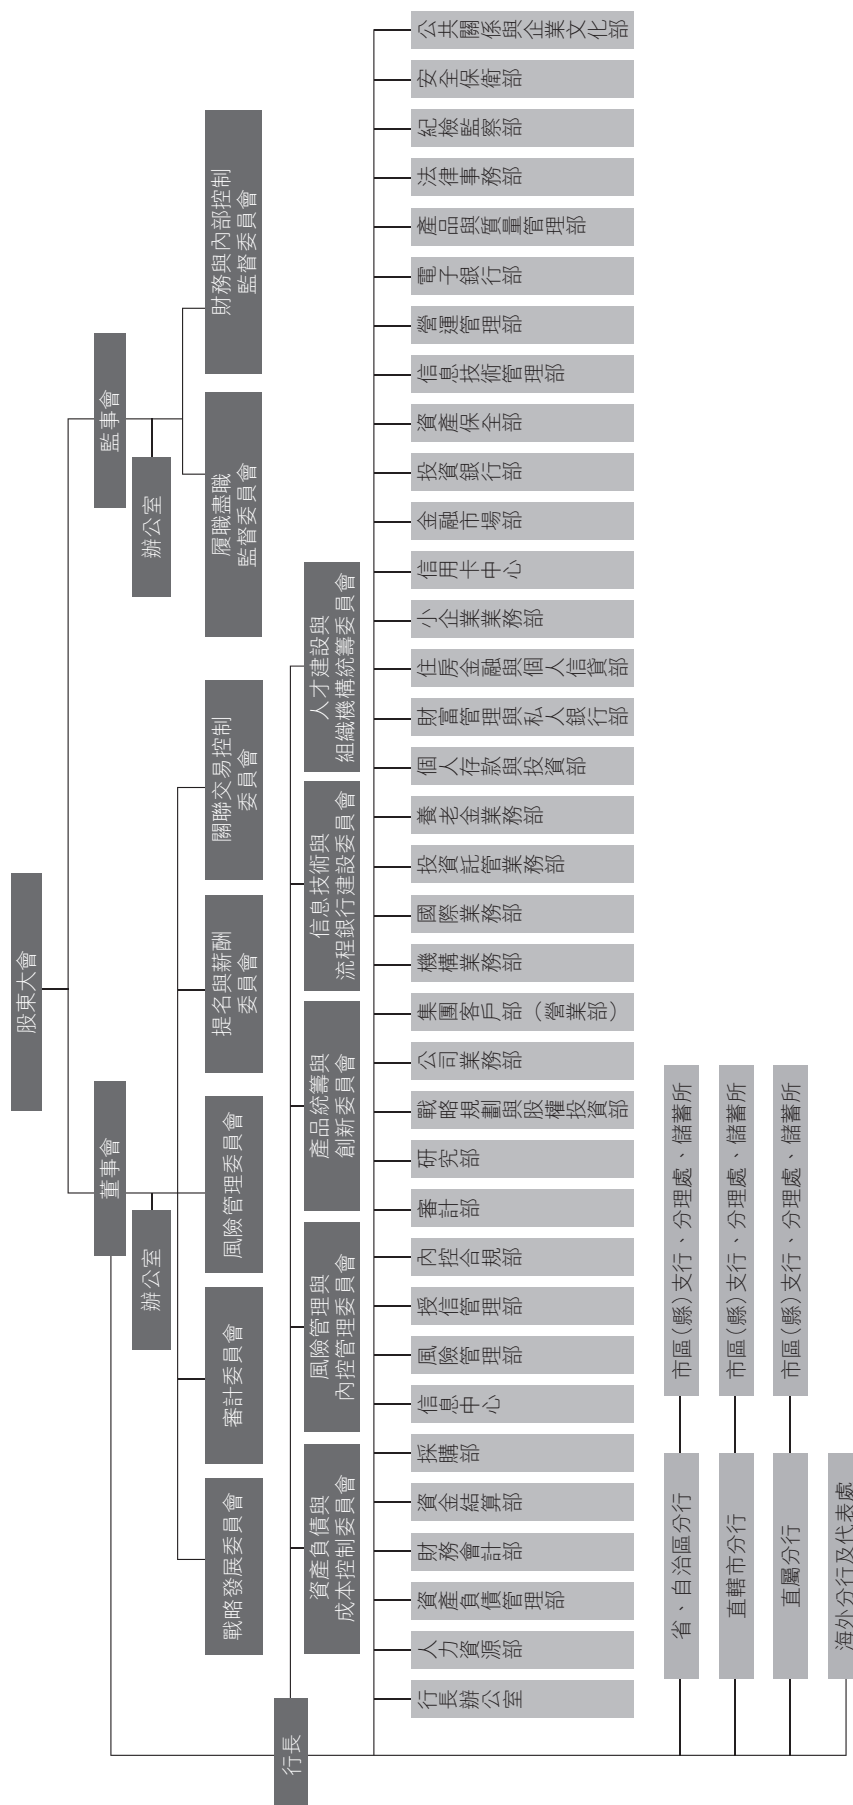 股東大會
董事會
監事會
辦公室
辦公室
戰略發展委員會
審計委員會
風險管理委員會
提名與薪酬
委員會
關聯交易控制
委員會
履職盡職
監督委員會
財務與內部控制
監督委員會
行長
資產負債與
成本控制委員會
風險管理與
內控管理委員會
產品統籌與
創新委員會
信息技術與
流程銀行建設委員會
人才建設與
組織機構統籌委員會
行長辦公室
人力資源部
資產負債管理部
財務會計部
資金結算部
採購部
信息中心
風險管理部
授信管理部
內控合規部
審計部
研究部
戰略規劃與股權投資部
公司業務部
集團客戶部（營業部）
機構業務部
國際業務部
投資託管業務部
養老金業務部
個人存款與投資部
財富管理與私人銀行部
住房金融與個人信貸部
小企業業務部
信用卡中心
金融市場部
投資銀行部
資產保全部
信息技術管理部
營運管理部
電子銀行部
產品與質量管理部
法律事務部
紀檢監察部
安全保衛部
公共關係與企業文化部
省、自治區分行
市區(縣)支行、分理處、儲蓄所
直轄市分行
市區(縣)支行、分理處、儲蓄所
直屬分行
市區(縣)支行、分理處、儲蓄所
海外分行及代表處